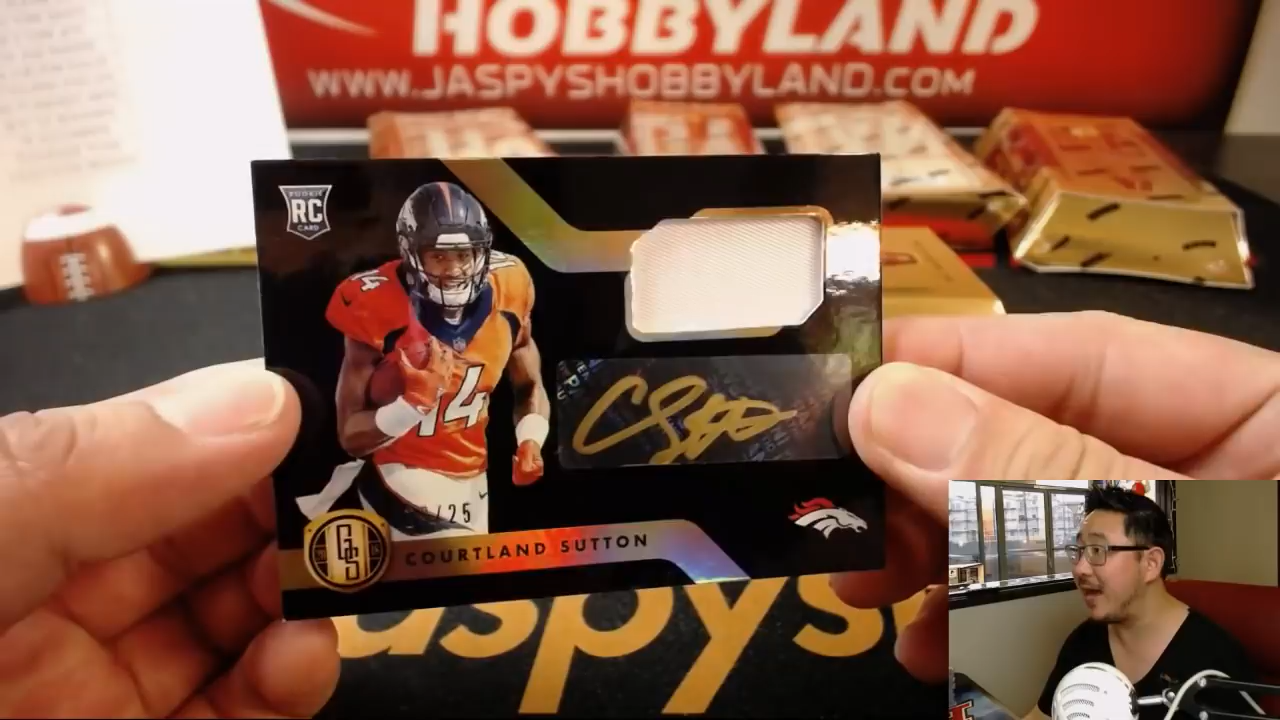 HOBBYLAND
WWW.JASPYSHOBBYLAND.COM
ROOKIE
RC
CARD
14
14
/25
GS
COURTLAND SUTTON
Jaspys